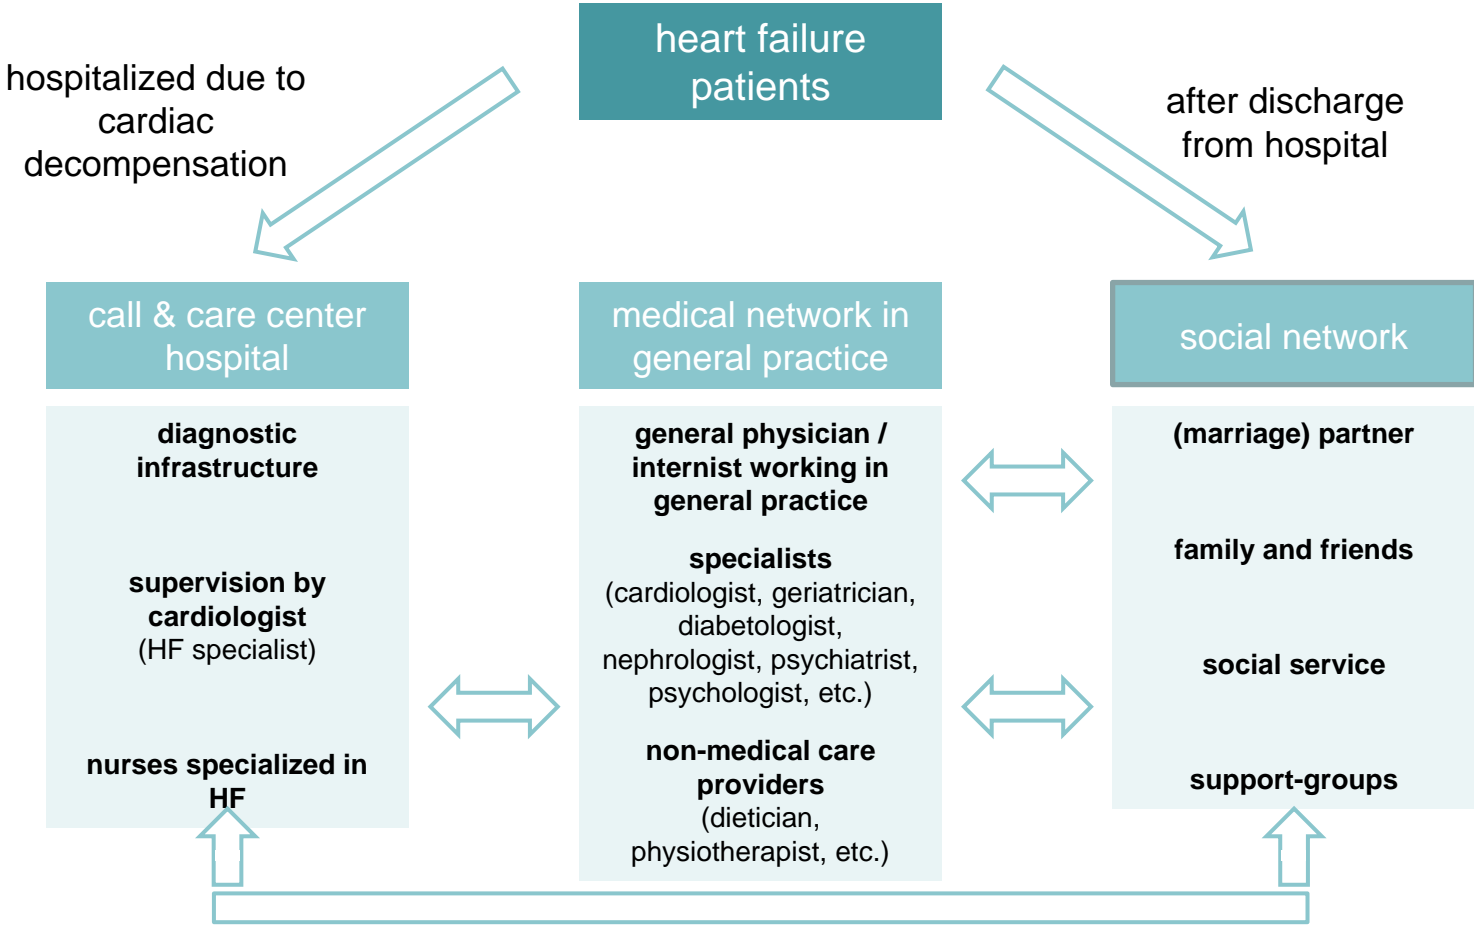 heart failure
patients
hospitalized due to
cardiac
decompensation
after discharge
from hospital
call & care center
hospital
diagnostic
infrastructure
supervision by
cardiologist
(HF specialist)
nurses specialized in
HF
medical network in
general practice
general physician /
internist working in
general practice
specialists
(cardiologist, geriatrician,
diabetologist,
nephrologist, psychiatrist,
psychologist, etc.)
non-medical care
providers
(dietician,
physiotherapist, etc.)
social network
(marriage) partner
family and friends
social service
support-groups